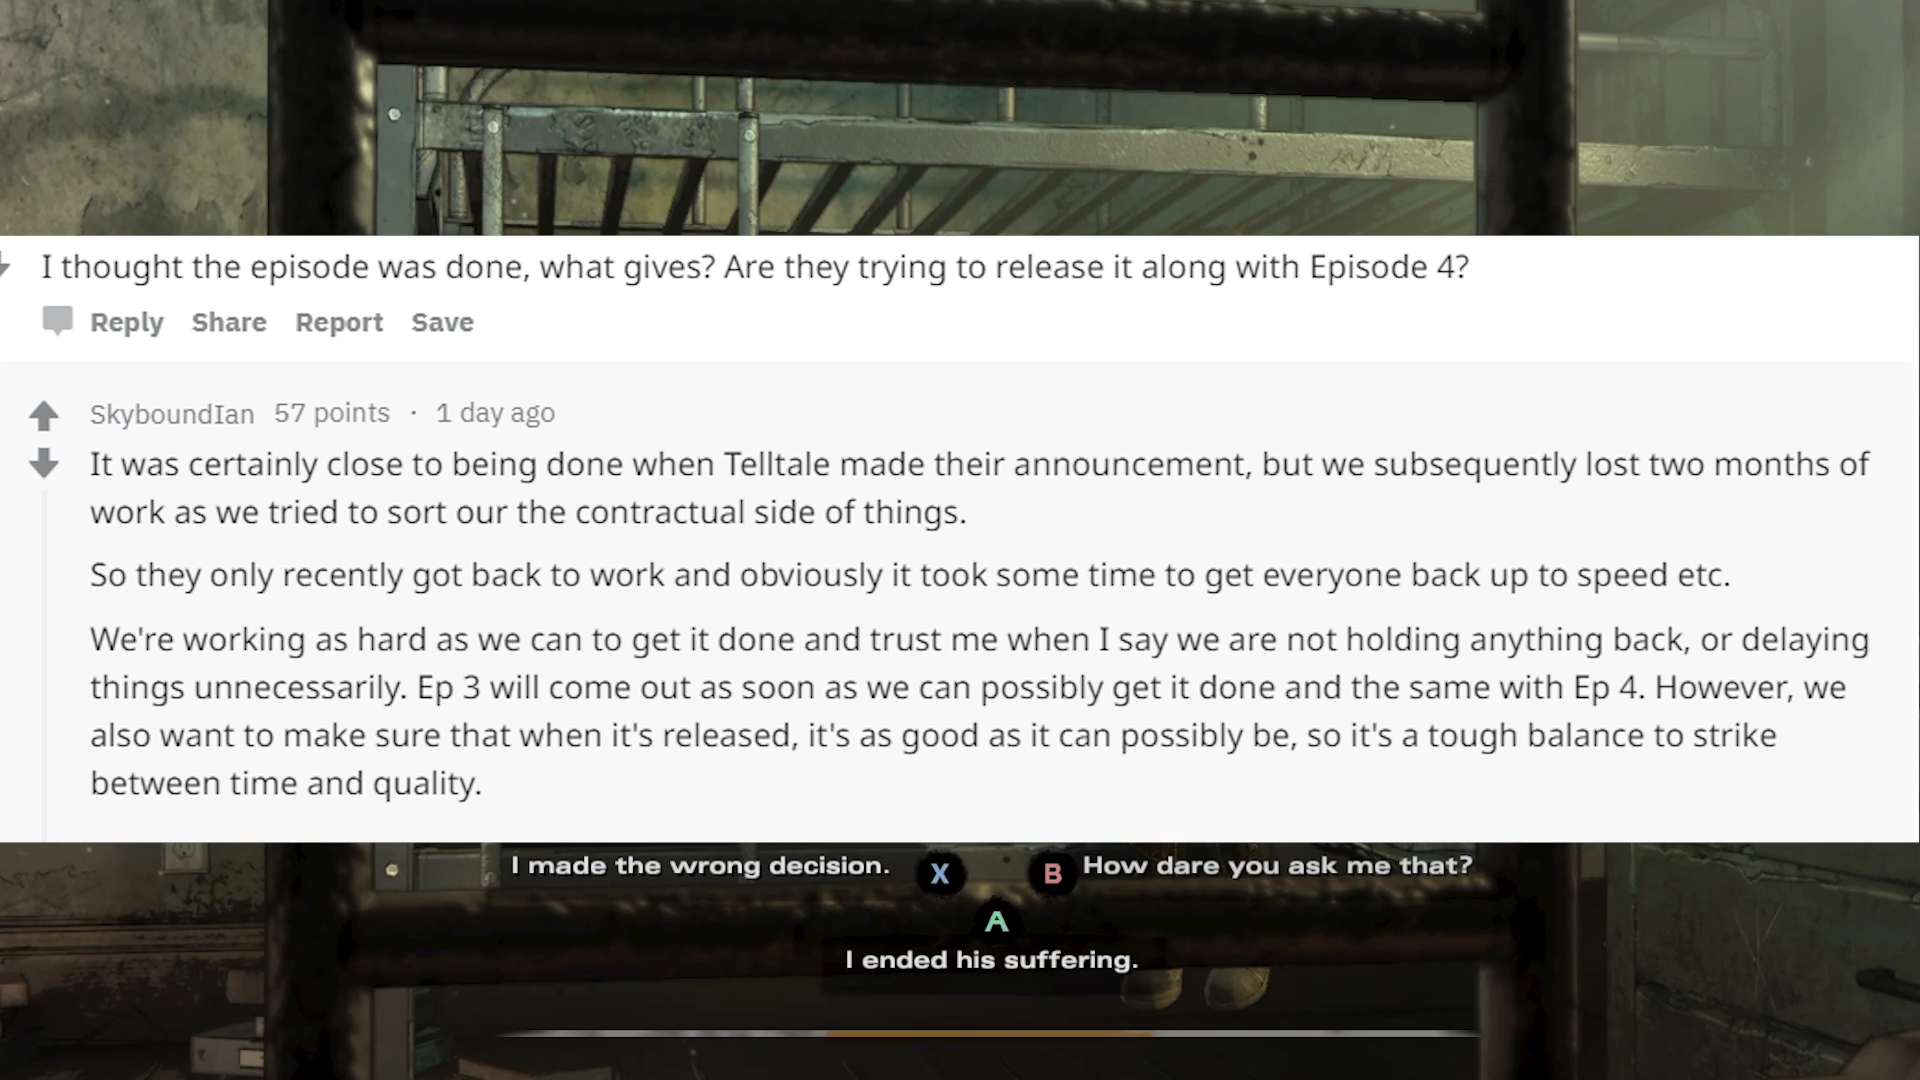 I thought the episode was done, what gives? Are they trying to release it along with Episode 4?
Reply Share Report Save
SkyboundIan 57 points · 1 day ago
It was certainly close to being done when Telltale made their announcement, but we subsequently lost two months of
work as we tried to sort our the contractual side of things.
So they only recently got back to work and obviously it took some time to get everyone back up to speed etc.
We're working as hard as we can to get it done and trust me when I say we are not holding anything back, or delaying
things unnecessarily. Ep 3 will come out as soon as we can possibly get it done and the same with Ep 4. However, we
also want to make sure that when it's released, it's as good as it can possibly be, so it's a tough balance to strike
between time and quality.
I made the wrong decision. X B How dare you ask me that?
A
I ended his suffering.